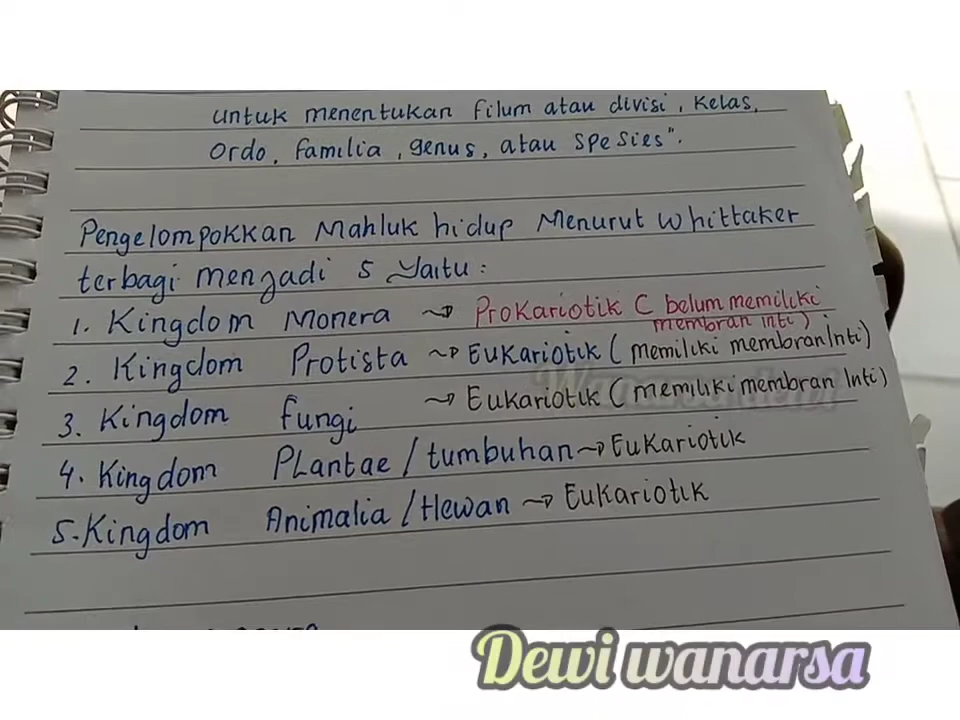 untuk menentukan filum atau divisi, kelas,
Ordo, familia, genus, atau spesies".
Pengelompokkan Mahluk hidup Menurut Whittaker
terbagi menjadi 5 yaitu :
1. Kingdom Monera ~> Prokariotik ( belum memiliki
membran inti )
2. Kingdom Protista ~> Eukariotik ( memiliki membran Inti )
3. Kingdom fungi ~> Eukariotik ( memiliki membran Inti )
4. Kingdom PLantae / tumbuhan ~> Eukariotik
5. Kingdom Animalia / Hewan ~> Eukariotik
Dewi wanarsa